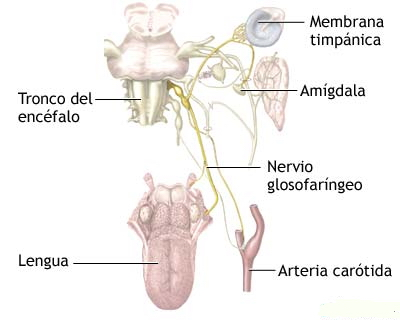 Membrana
timpánica
Amígdala
Tronco del
encéfalo
Nervio
glosofaríngeo
Lengua
Arteria carótida